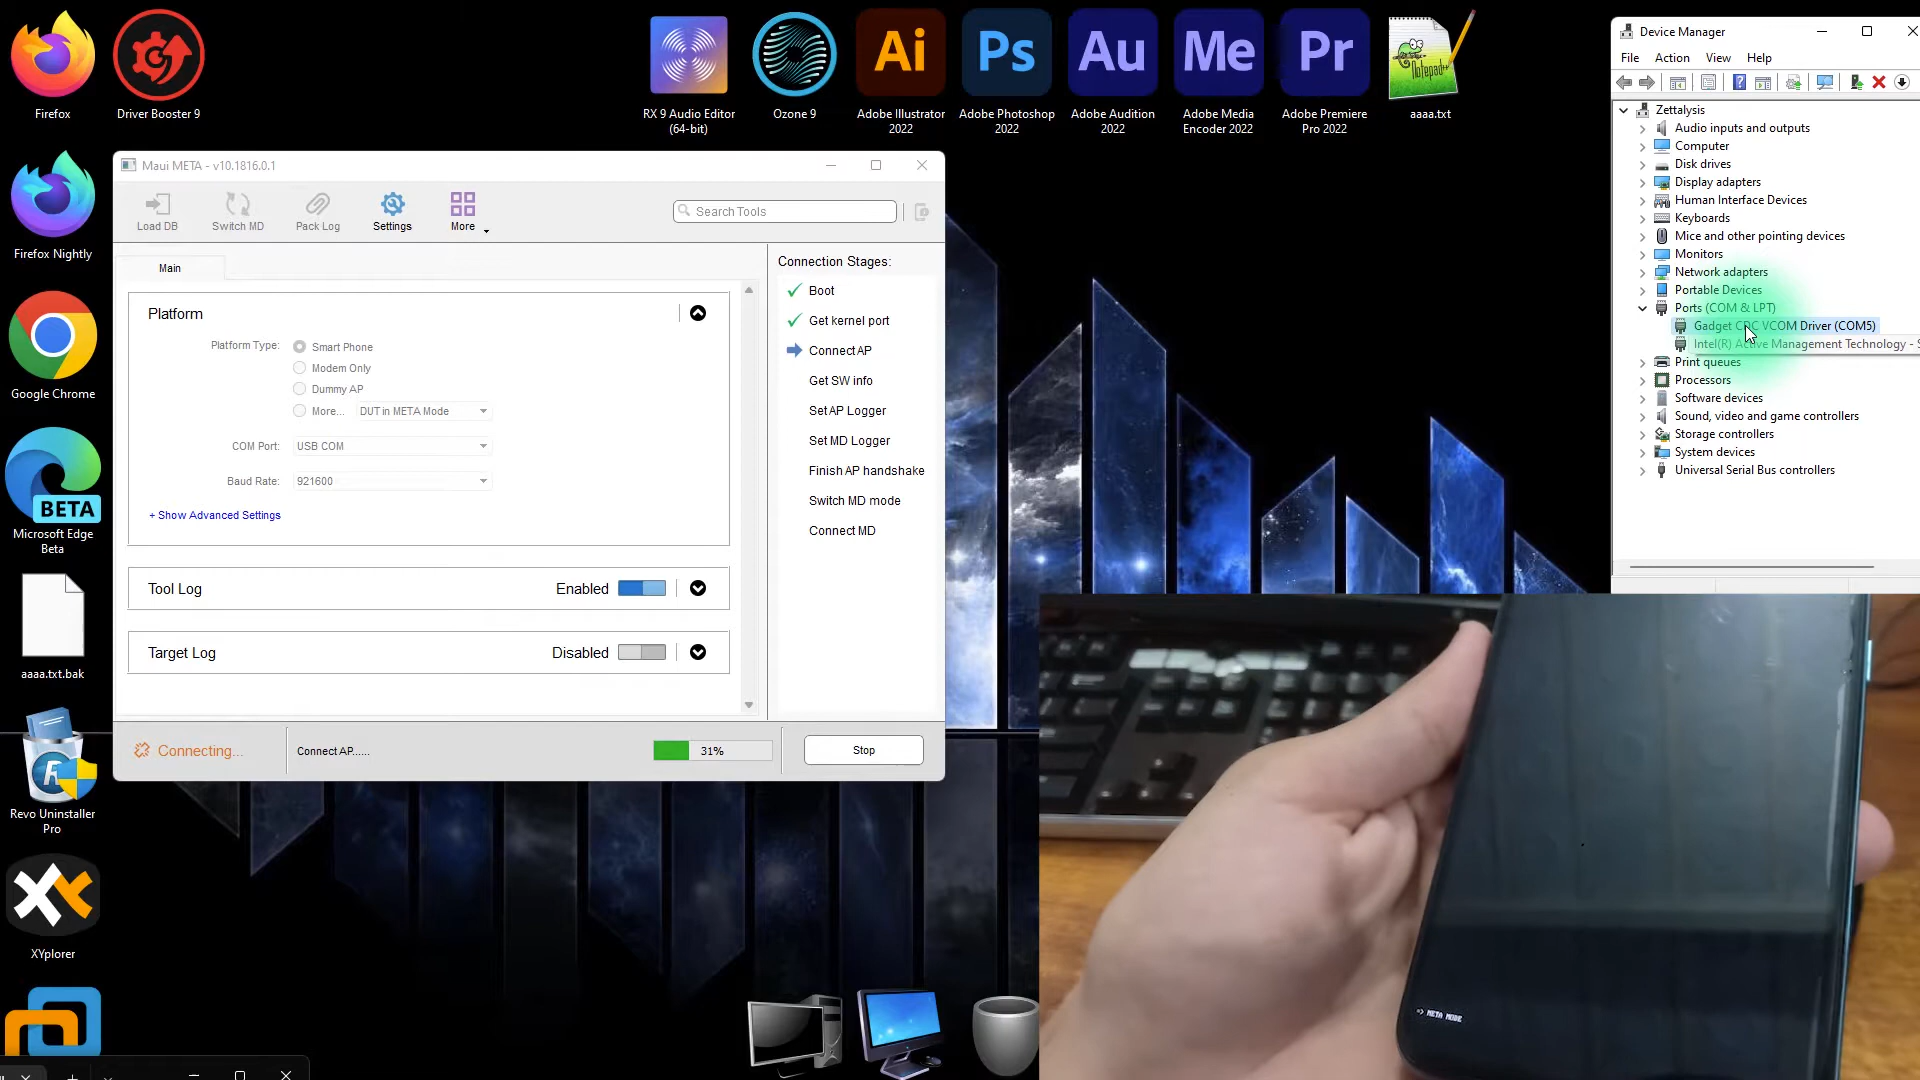 Firefox
Driver Booster 9
RX 9 Audio Editor
(64-bit)
Ozone 9
Ai
Adobe Illustrator
2022
Ps
Adobe Photoshop
2022
Au
Adobe Audition
2022
Me
Adobe Media
Encoder 2022
Pr
Adobe Premiere
Pro 2022
Notepad++
aaaa.txt
Firefox Nightly
Google Chrome
BETA
Microsoft Edge
Beta
aaaa.txt.bak
Revo Uninstaller
Pro
XYplorer
Maui META - v10.1816.0.1
Load DB
Switch MD
Pack Log
Settings
More
Search Tools
Main
Platform
Platform Type:
Smart Phone
Modem Only
Dummy AP
More...
DUT in META Mode
COM Port:
USB COM
Baud Rate:
921600
+ Show Advanced Settings
Tool Log
Enabled
Target Log
Disabled
Connection Stages:
Boot
Get kernel port
Connect AP
Get SW info
Set AP Logger
Set MD Logger
Finish AP handshake
Switch MD mode
Connect MD
Connecting...
Connect AP......
31%
Stop
Device Manager
File
Action
View
Help
Zettalysis
Audio inputs and outputs
Computer
Disk drives
Display adapters
Human Interface Devices
Keyboards
Mice and other pointing devices
Monitors
Network adapters
Portable Devices
Ports (COM & LPT)
Gadget CDC VCOM Driver (COM5)
Intel(R) Active Management Technology - S
Print queues
Processors
Software devices
Sound, video and game controllers
Storage controllers
System devices
Universal Serial Bus controllers
=> META MODE